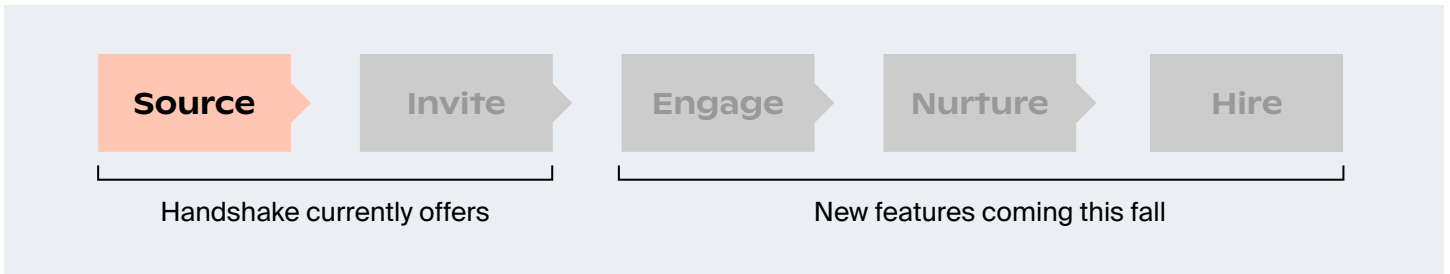 Source
Invite
Engage
Nurture
Hire
Handshake currently offers
New features coming this fall